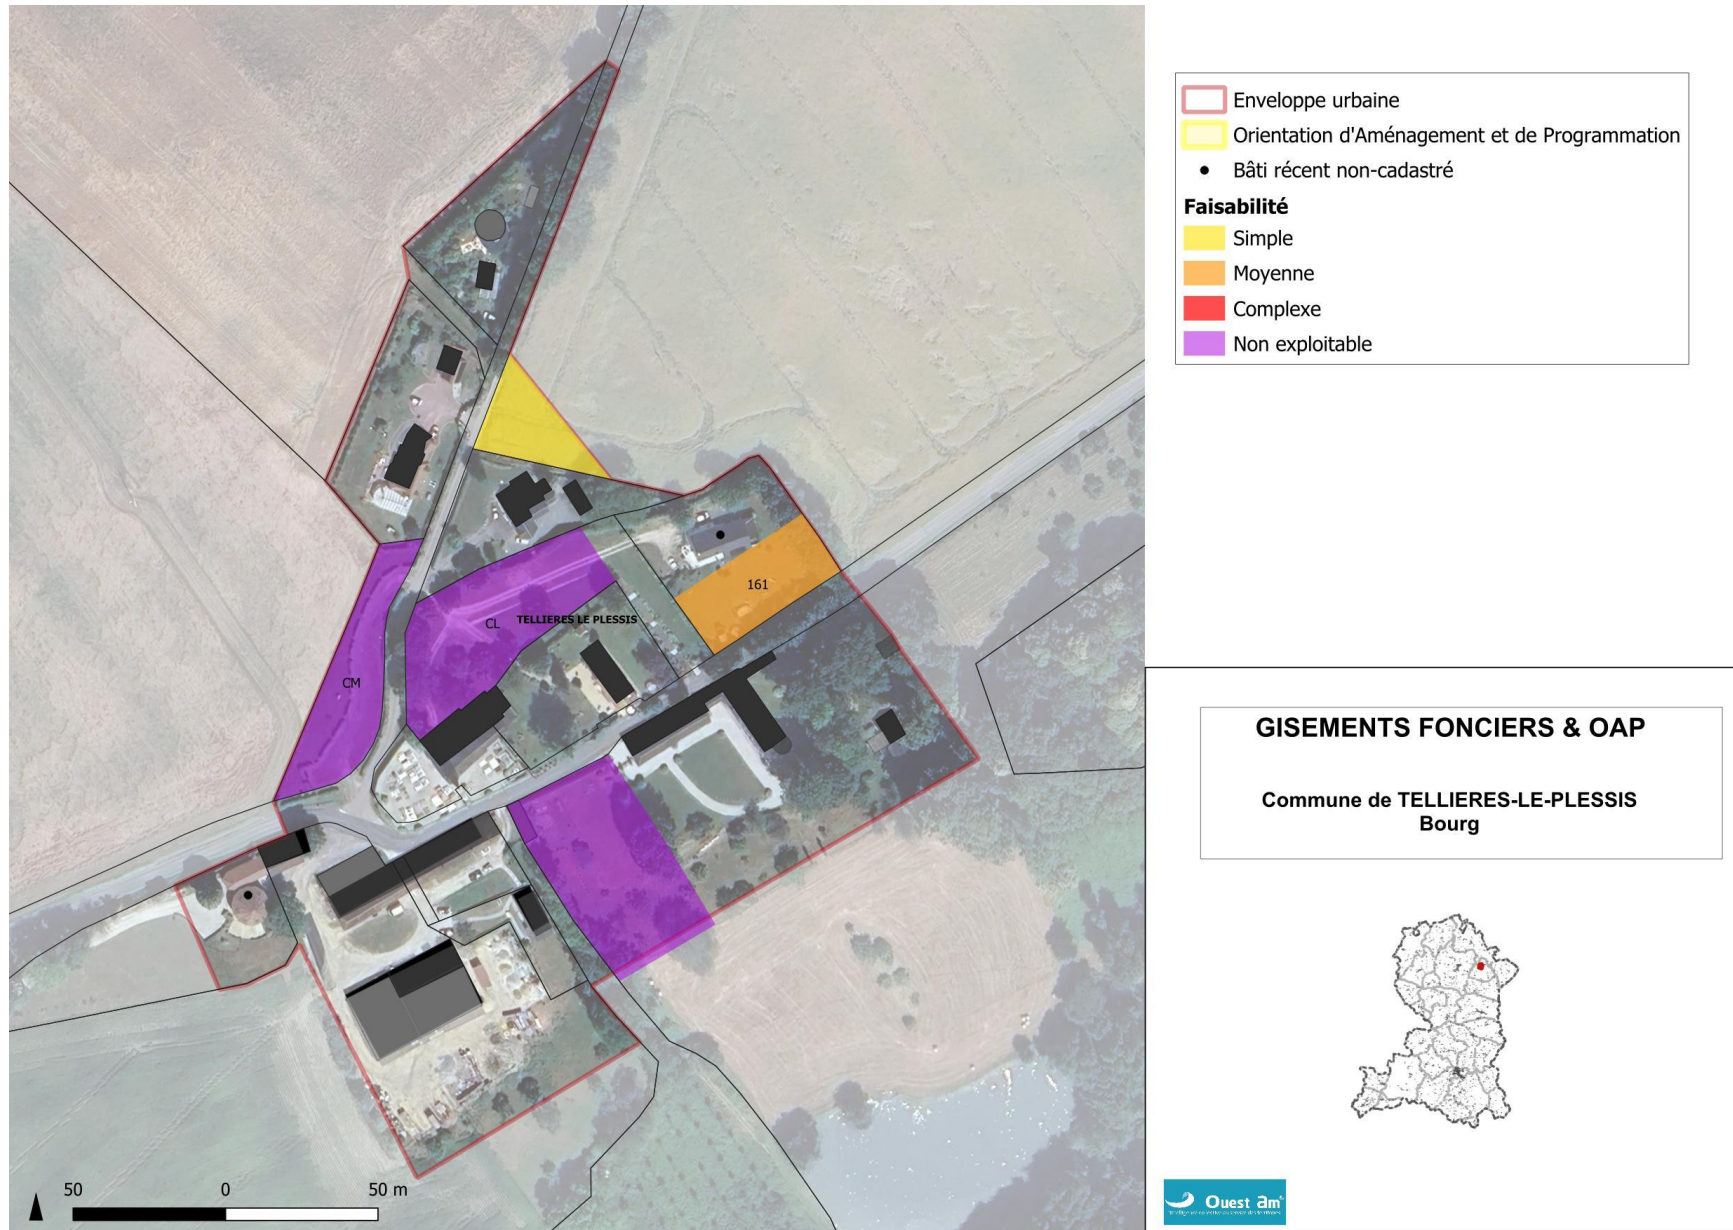 Enveloppe urbaine
Orientation d'Aménagement et de Programmation
Bâti récent non-cadastré
Faisabilité
Simple
Moyenne
Complexe
Non exploitable
161
CL
TELLIERES LE PLESSIS
CM
GISEMENTS FONCIERS & OAP
Commune de TELLIERES-LE-PLESSIS
Bourg
50 0 50 m
Ouest am'